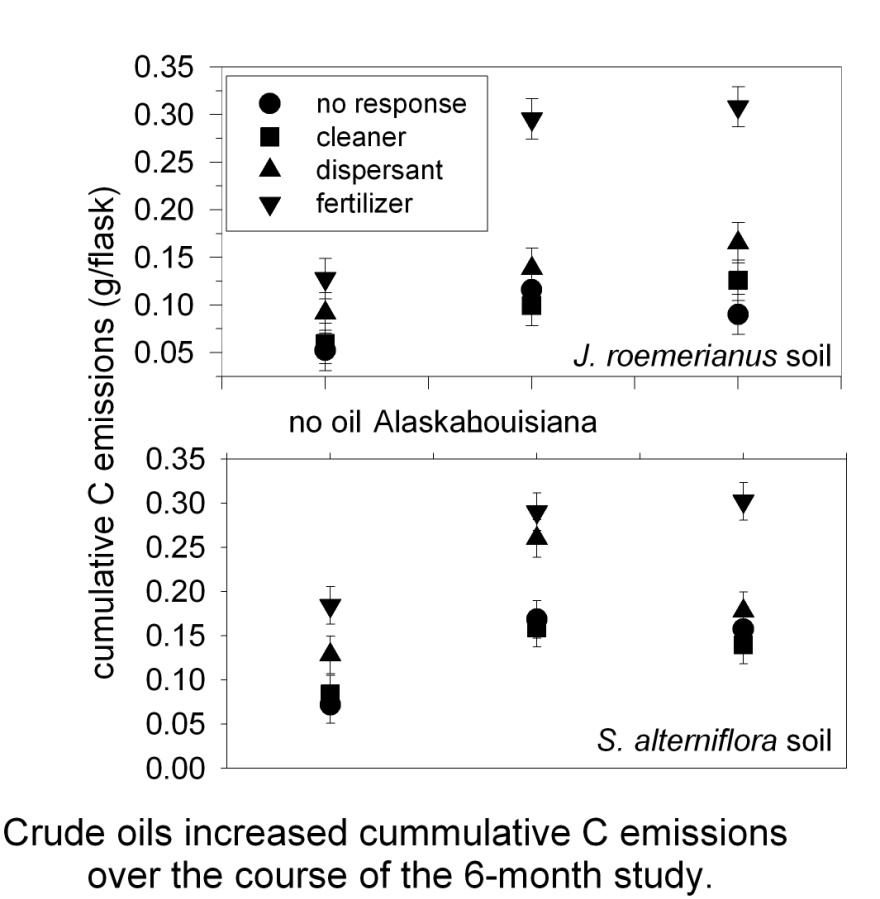 0.35
0.30
0.25
0.20
0.15
0.10
0.05
no response
cleaner
dispersant
fertilizer
J. roemerianus soil
cumulative C emissions (g/flask)
no oil Alaska Louisiana
0.35
0.30
0.25
0.20
0.15
0.10
0.05
0.00
S. alterniflora soil
Crude oils increased cummulative C emissions
over the course of the 6-month study.